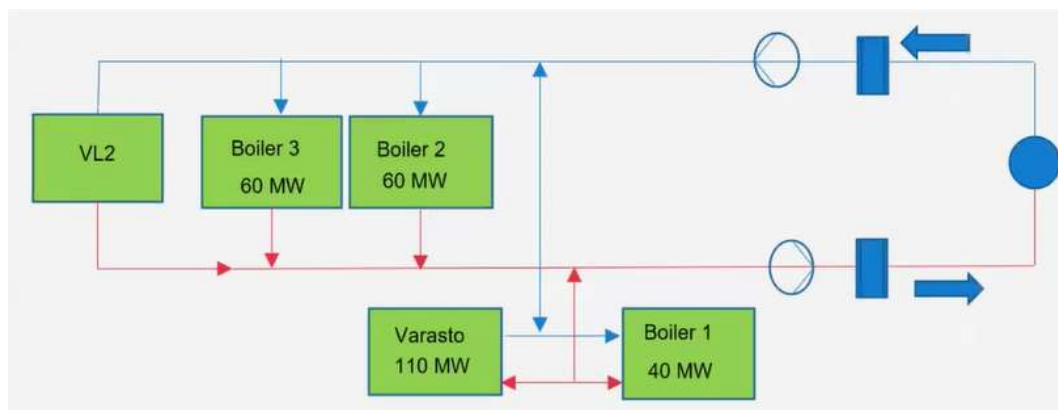 VL2
Boiler 3
60 MW
Boiler 2
60 MW
Varasto
110 MW
Boiler 1
40 MW